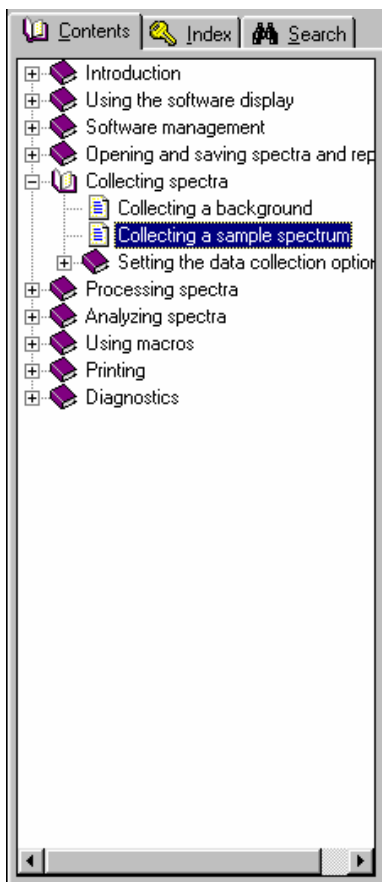 Contents Index Search
Introduction
Using the software display
Software management
Opening and saving spectra and rep
Collecting spectra
Collecting a background
Collecting a sample spectrum
Setting the data collection option
Processing spectra
Analyzing spectra
Using macros
Printing
Diagnostics